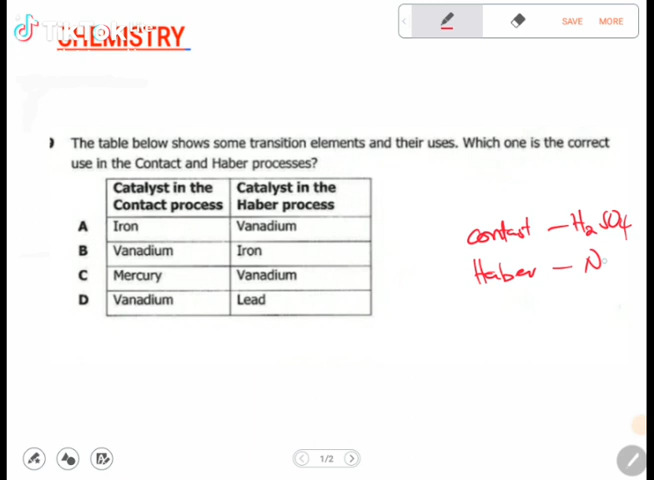 TikTok
CHEMISTRY
SAVE MORE
The table below shows some transition elements and their uses. Which one is the correct
use in the Contact and Haber processes?
Catalyst in the Contact process Catalyst in the Haber process
A Iron Vanadium
B Vanadium Iron
C Mercury Vanadium
D Vanadium Lead
contact – H₂SO₄
Haber – N
1/2